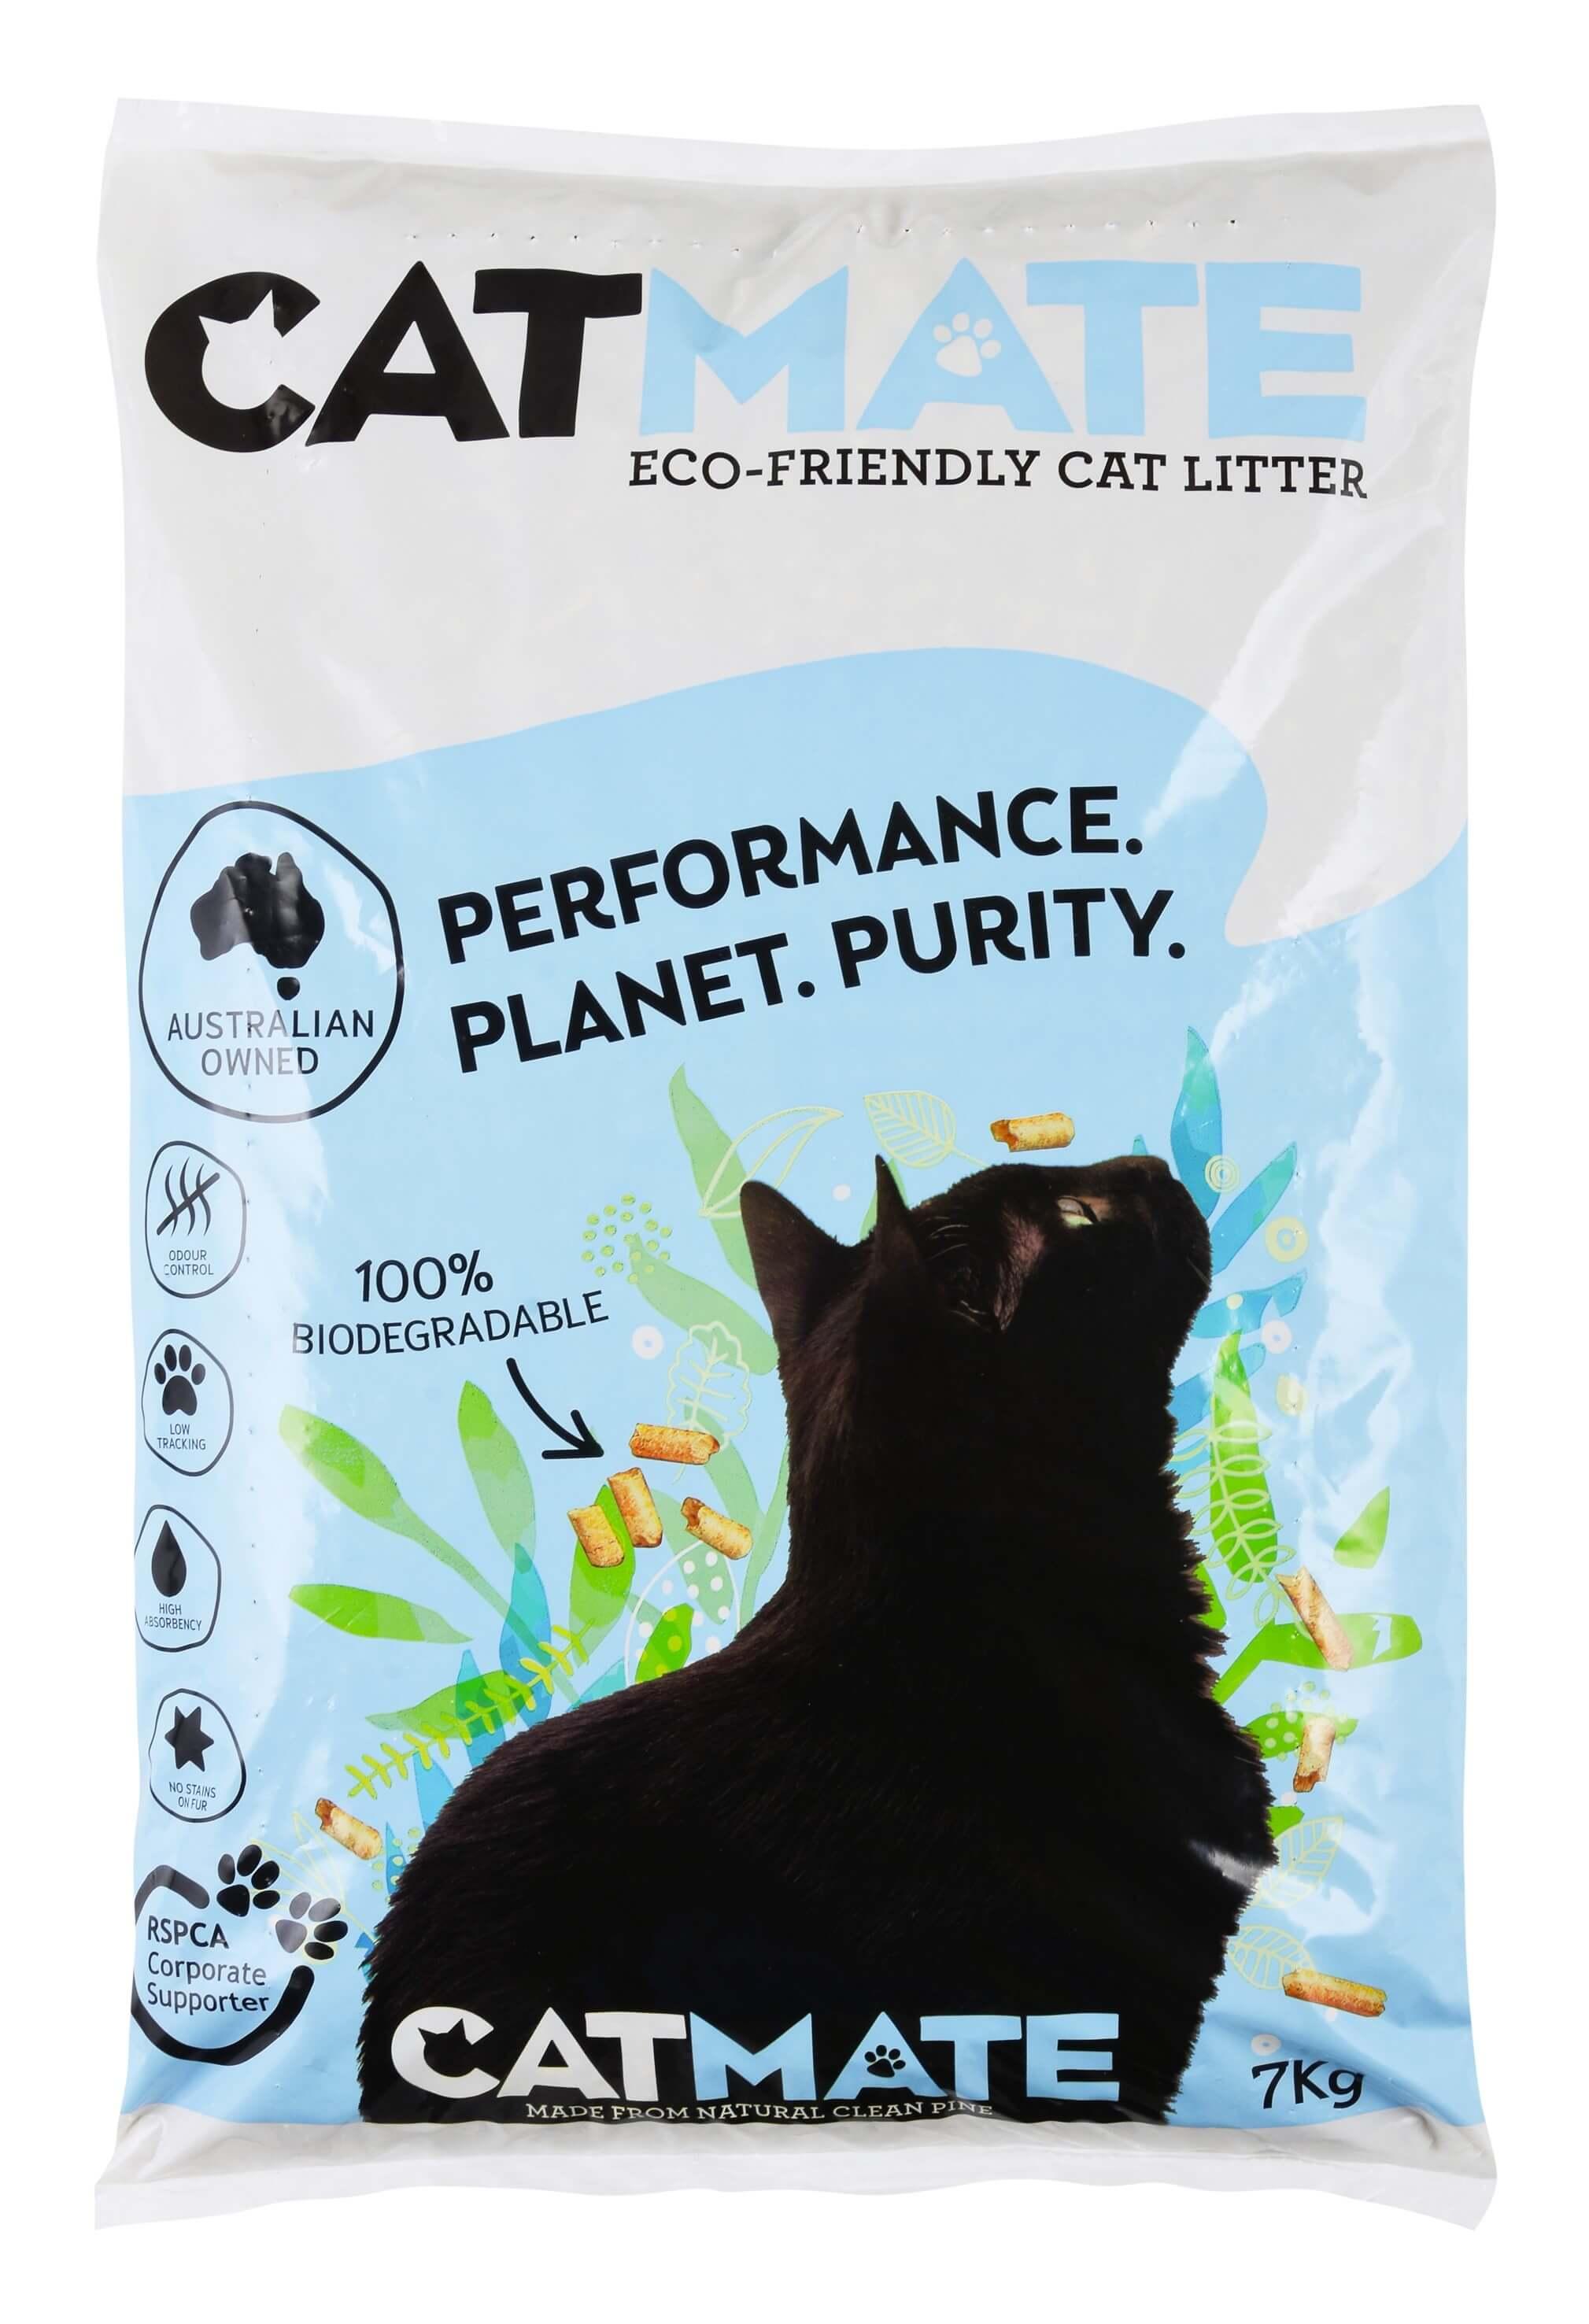 CATMATE
ECO-FRIENDLY CAT LITTER
PERFORMANCE.
PLANET. PURITY.
AUSTRALIAN
OWNED
ODOUR
CONTROL
100%
BIODEGRADABLE
LOW
TRACKING
HIGH
ABSORBENCY
NO STAINS
ON FUR
RSPCA
Corporate
Supporter
CATMATE
MADE FROM NATURAL CLEAN PINE
7Kg